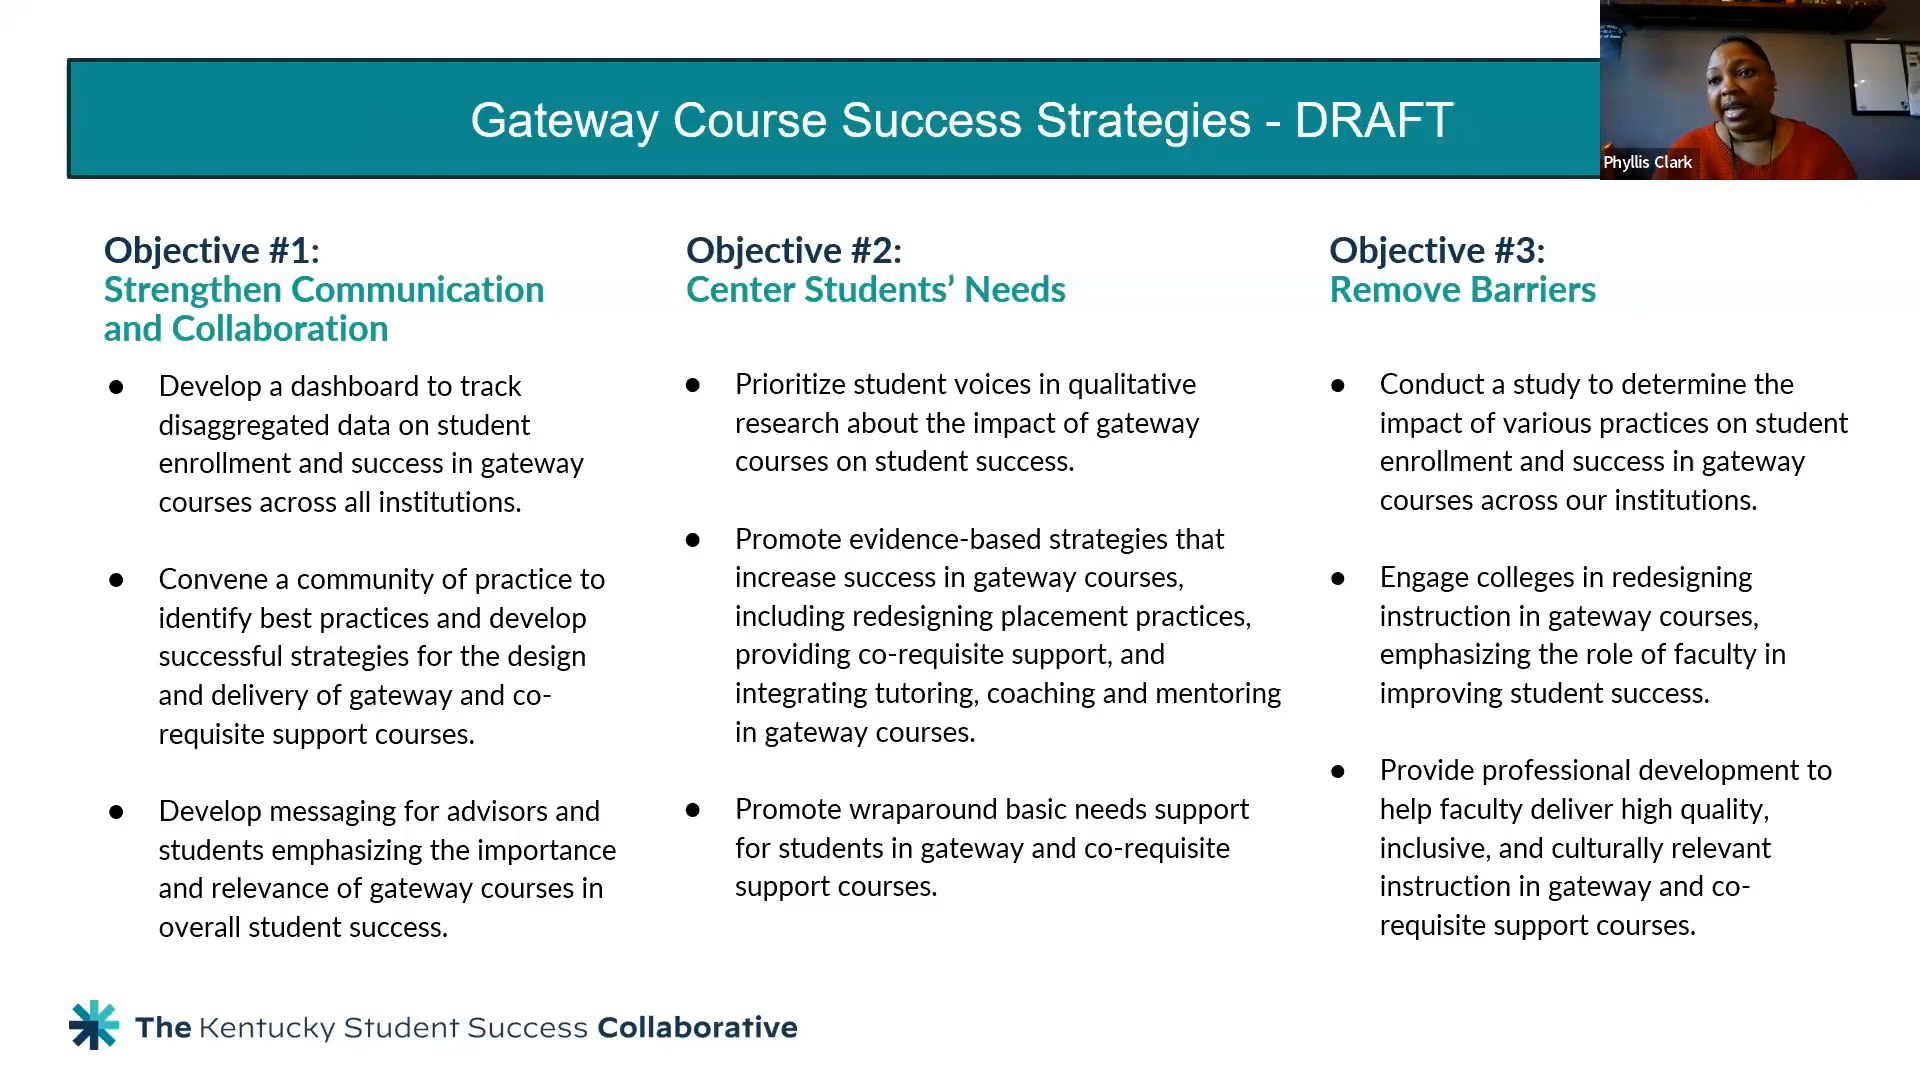 Gateway Course Success Strategies - DRAFT
Phyllis Clark
Objective #1:
Strengthen Communication
and Collaboration
● Develop a dashboard to track
disaggregated data on student
enrollment and success in gateway
courses across all institutions.
● Convene a community of practice to
identify best practices and develop
successful strategies for the design
and delivery of gateway and co-
requisite support courses.
● Develop messaging for advisors and
students emphasizing the importance
and relevance of gateway courses in
overall student success.
Objective #2:
Center Students’ Needs
● Prioritize student voices in qualitative
research about the impact of gateway
courses on student success.
● Promote evidence-based strategies that
increase success in gateway courses,
including redesigning placement practices,
providing co-requisite support, and
integrating tutoring, coaching and mentoring
in gateway courses.
● Promote wraparound basic needs support
for students in gateway and co-requisite
support courses.
Objective #3:
Remove Barriers
● Conduct a study to determine the
impact of various practices on student
enrollment and success in gateway
courses across our institutions.
● Engage colleges in redesigning
instruction in gateway courses,
emphasizing the role of faculty in
improving student success.
● Provide professional development to
help faculty deliver high quality,
inclusive, and culturally relevant
instruction in gateway and co-
requisite support courses.
The Kentucky Student Success Collaborative